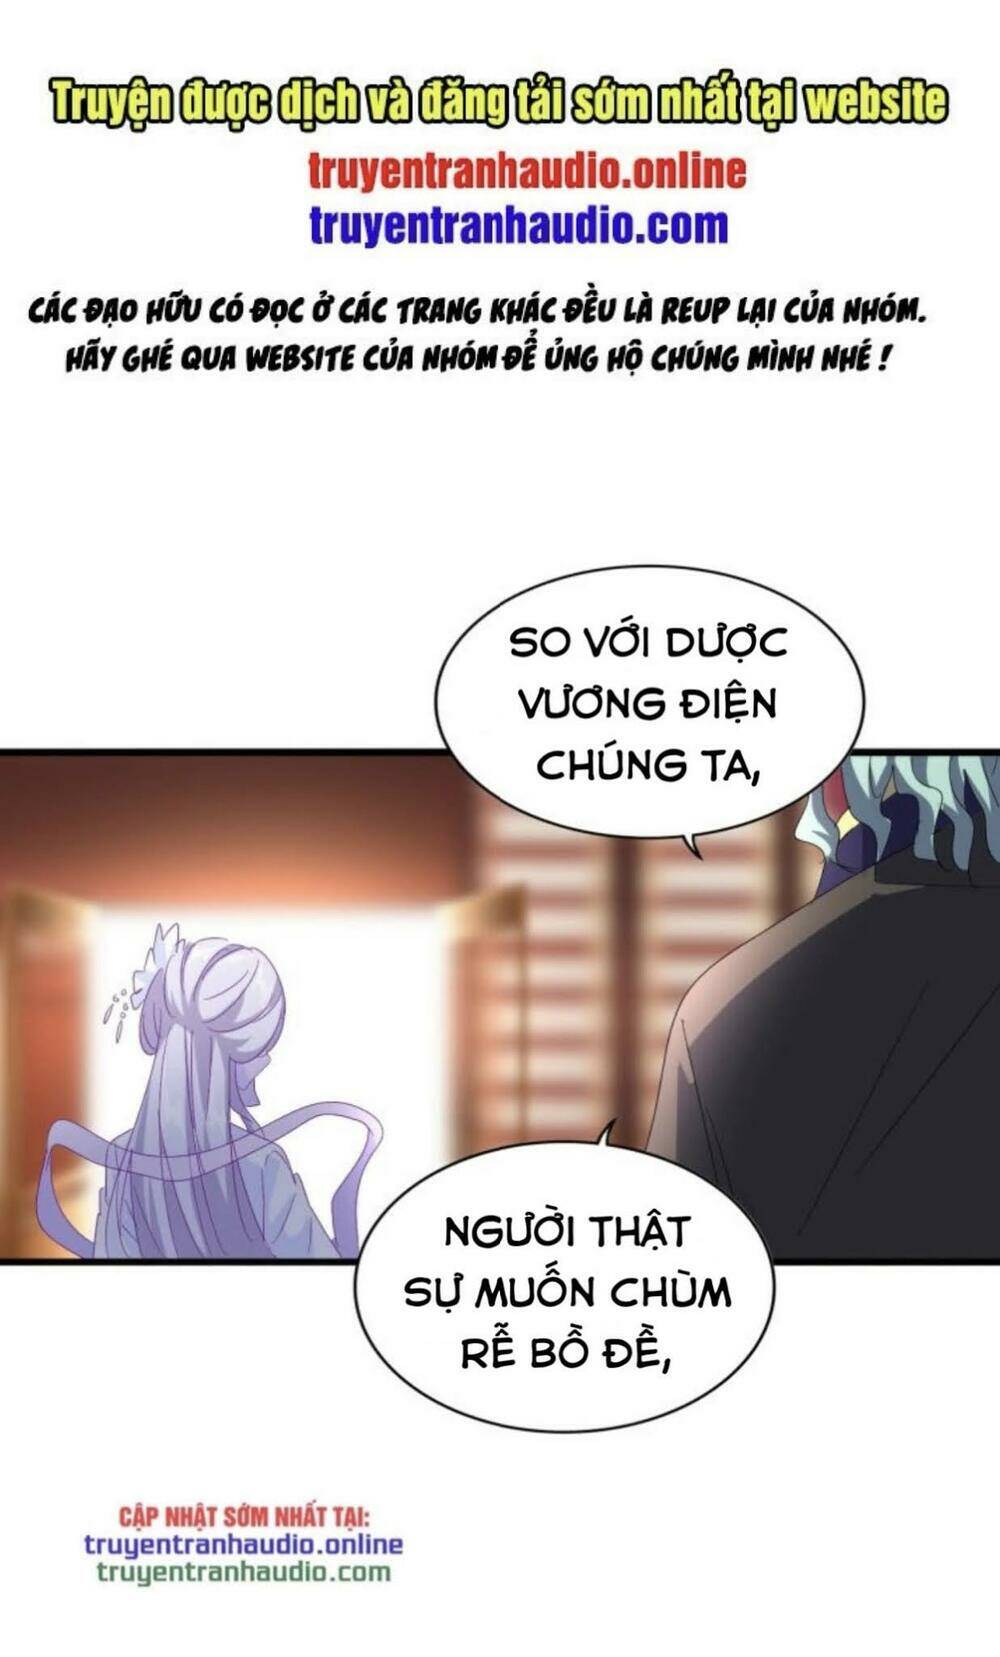 Truyện được dịch và đăng tải sớm nhất tại website
truyentranhaudio.online
truyentranhaudio.com
CÁC ĐẠO HỮU CÓ ĐỌC Ở CÁC TRANG KHÁC ĐỀU LÀ REUP LẠI CỦA NHÓM.
HÃY GHÉ QUA WEBSITE CỦA NHÓM ĐỂ ỦNG HỘ CHÚNG MÌNH NHÉ !
SO VỚI DƯỢC
VƯƠNG ĐIỆN
CHÚNG TA,
NGƯỜI THẬT
SỰ MUỐN CHÙM
RỄ BỒ ĐỀ,
CẬP NHẬT SỚM NHẤT TẠI:
truyentranhaudio.online
truyentranhaudio.com